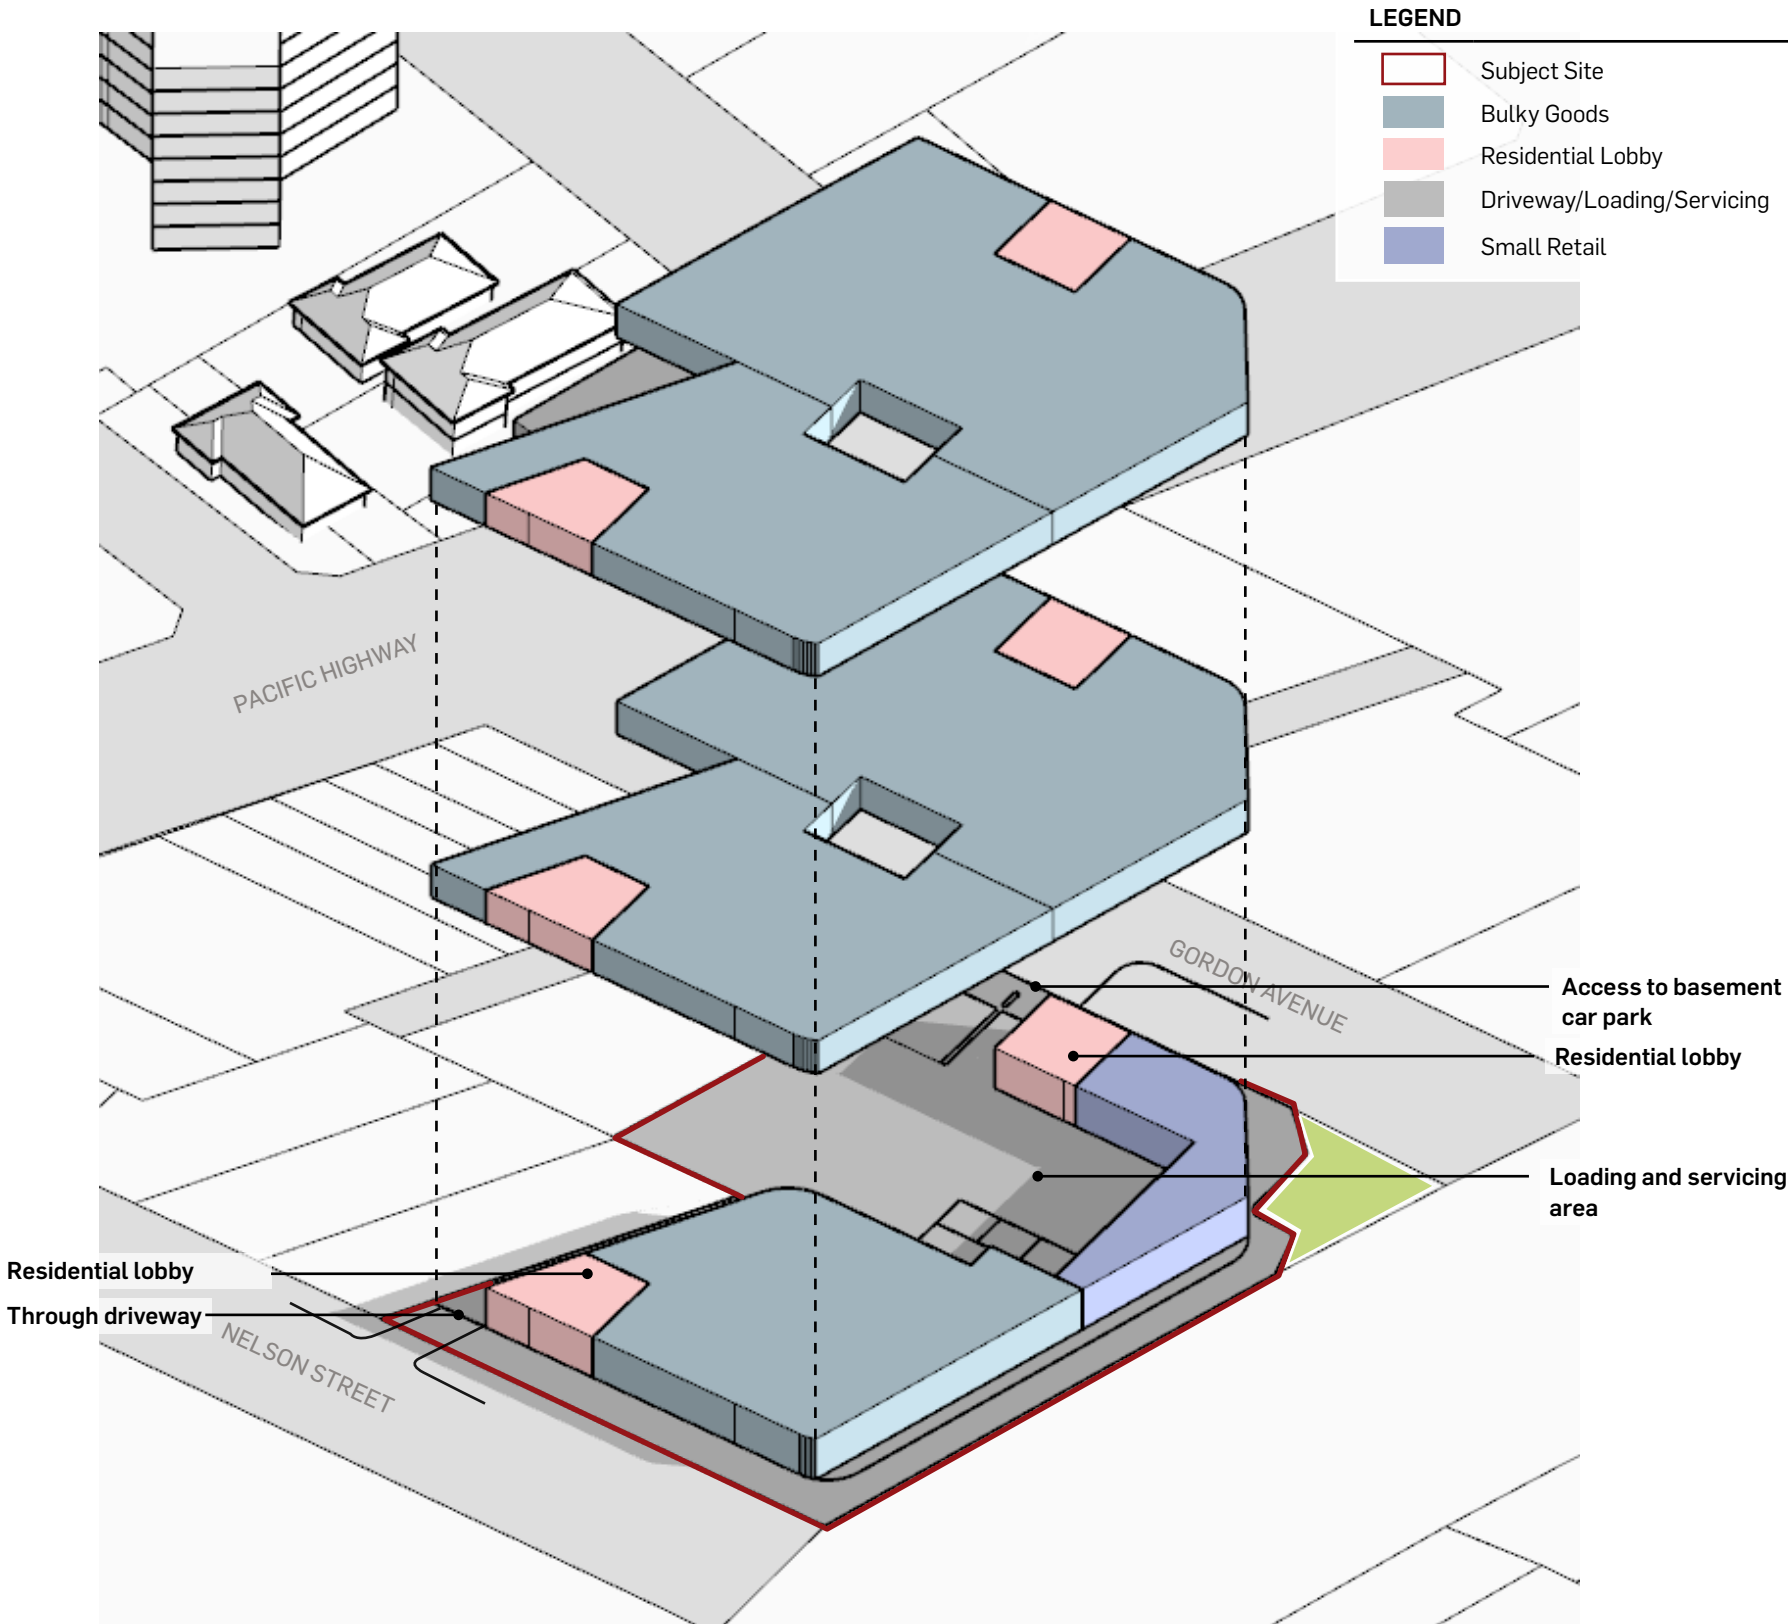 LEGEND
Subject Site
Bulky Goods
Residential Lobby
Driveway/Loading/Servicing
Small Retail
PACIFIC HIGHWAY
GORDON AVENUE
Access to basement
car park
Residential lobby
Loading and servicing
area
Residential lobby
Through driveway
NELSON STREET